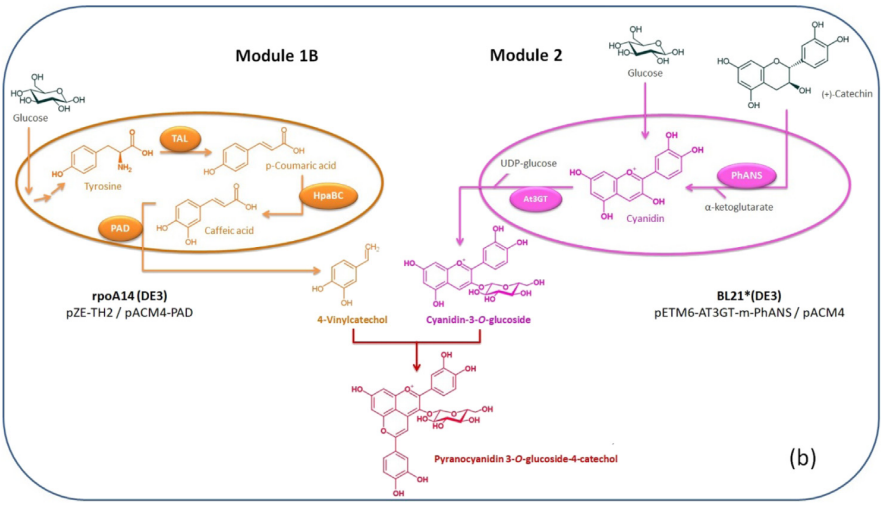 Module 1B
Module 2
Glucose
Glucose
(+)-Catechin
TAL
Tyrosine
p-Coumaric acid
HpaBC
PAD
Caffeic acid
UDP-glucose
At3GT
Cyanidin
PhANS
α-ketoglutarate
rpoA14 (DE3)
pZE-TH2 / pACM4-PAD
BL21*(DE3)
pETM6-AT3GT-m-PhANS / pACM4
4-Vinylcatechol
Cyanidin-3-O-glucoside
Pyranocyanidin 3-O-glucoside-4-catechol
(b)